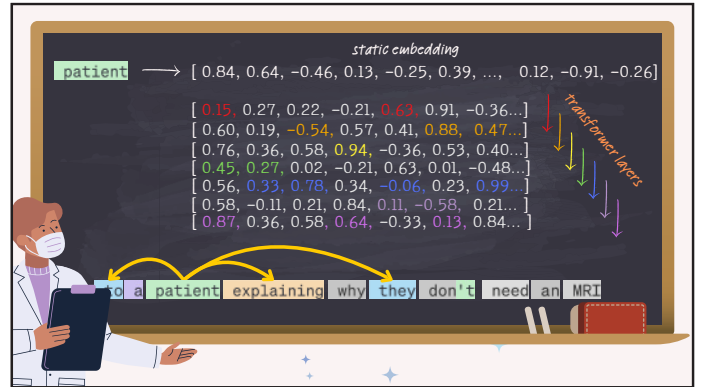 static embedding
patient → [ 0.84, 0.64, −0.46, 0.13, −0.25, 0.39, ..., 0.12, −0.91, −0.26]
[ 0.15, 0.27, 0.22, −0.21, 0.63, 0.91, −0.36...]
[ 0.60, 0.19, −0.54, 0.57, 0.41, 0.88, 0.47...]
[ 0.76, 0.36, 0.58, 0.94, −0.36, 0.53, 0.40...]
[ 0.45, 0.27, 0.02, −0.21, 0.63, 0.01, −0.48...]
[ 0.56, 0.33, 0.78, 0.34, −0.06, 0.23, 0.99...]
[ 0.58, −0.11, 0.21, 0.84, 0.11, −0.58, 0.21... ]
[ 0.87, 0.36, 0.58, 0.64, −0.33, 0.13, 0.84... ]
transformer layers
to a patient explaining why they don't need an MRI